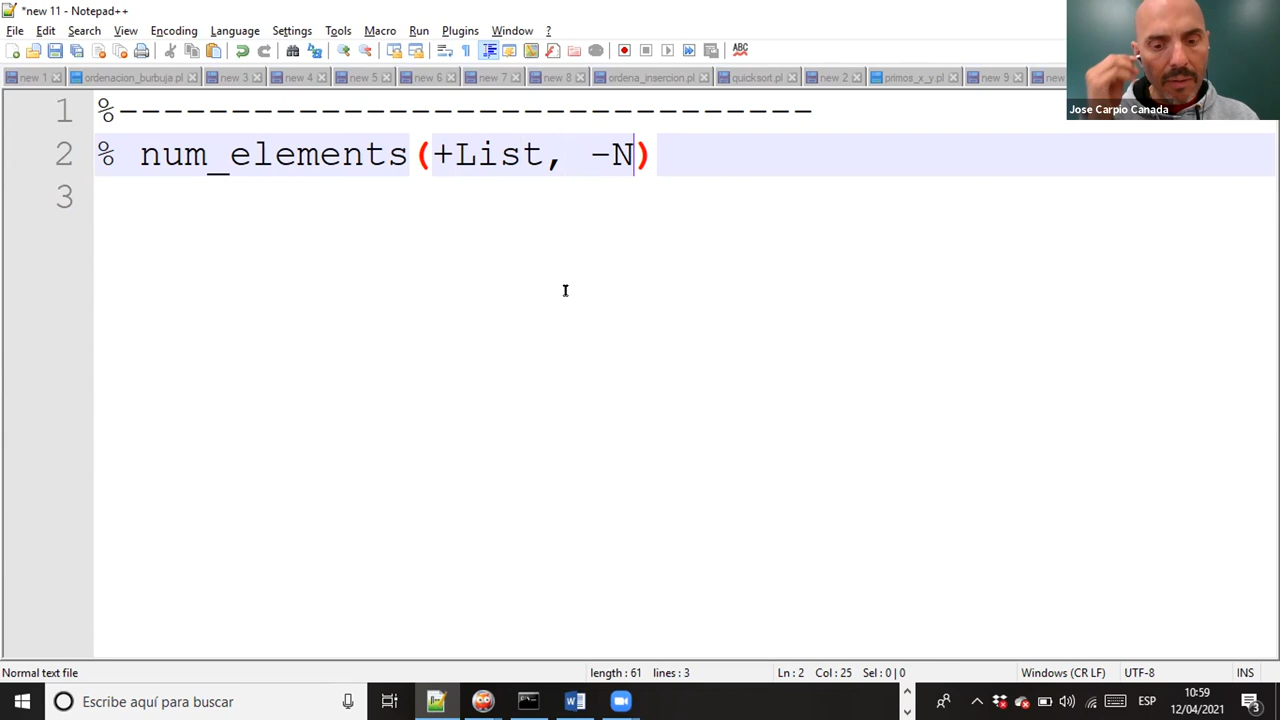 *new 11 - Notepad++
File Edit Search View Encoding Language Settings Tools Macro Run Plugins Window ?
new 1 ordenacion_burbuja.pl new 3 new 4 new 5 new 6 new 7 new 8 ordena_insercion.pl quicksort.pl new 2 primos_x_y.pl new 9 new
Jose Carpio Canada
1 %-------------------------------
2 % num_elements(+List, -N)
3
Normal text file length : 61 lines : 3 Ln : 2 Col : 25 Sel : 0 | 0 Windows (CR LF) UTF-8 INS
Escribe aquí para buscar
ESP
10:59
12/04/2021
3